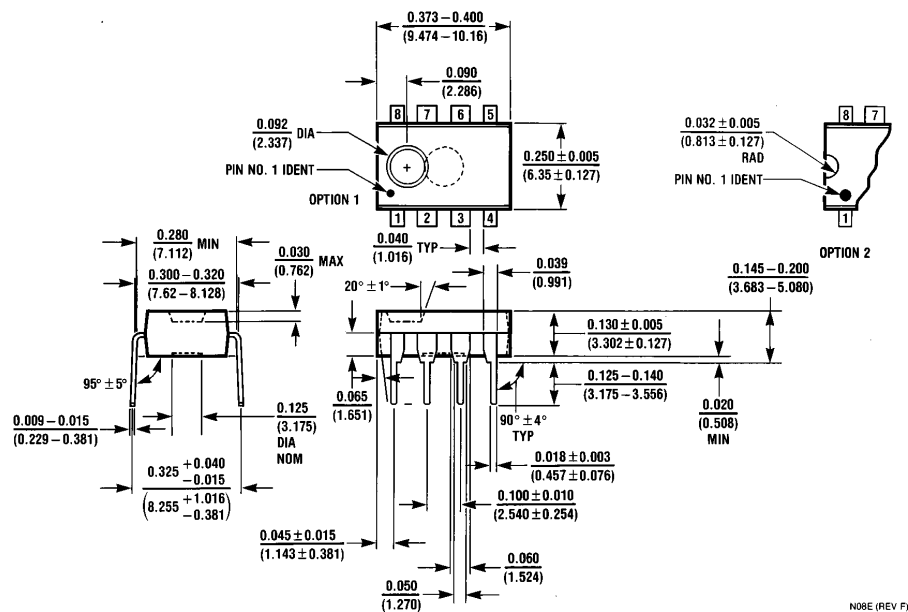 0.373 – 0.400
(9.474 – 10.16)
0.090
(2.286)
8 7 6 5
0.092
(2.337) DIA
PIN NO. 1 IDENT
OPTION 1
1 2 3 4
0.250 ± 0.005
(6.35 ± 0.127)
8 7
0.032 ± 0.005
(0.813 ± 0.127)
RAD
PIN NO. 1 IDENT
1
OPTION 2
0.280
(7.112) MIN
0.300 – 0.320
(7.62 – 8.128)
0.030
(0.762) MAX
0.040
(1.016) TYP
0.039
(0.991)
0.145 – 0.200
(3.683 – 5.080)
20° ± 1°
0.130 ± 0.005
(3.302 ± 0.127)
95° ± 5°
0.065
(1.651)
0.125 – 0.140
(3.175 – 3.556)
0.020
(0.508)
MIN
90° ± 4°
TYP
0.009 – 0.015
(0.229 – 0.381)
0.125
(3.175)
DIA
NOM
0.018 ± 0.003
(0.457 ± 0.076)
0.325 +0.040
−0.015
(8.255 +1.016
−0.381)
0.100 ± 0.010
(2.540 ± 0.254)
0.045 ± 0.015
(1.143 ± 0.381)
0.060
(1.524)
0.050
(1.270)
N08E (REV F)